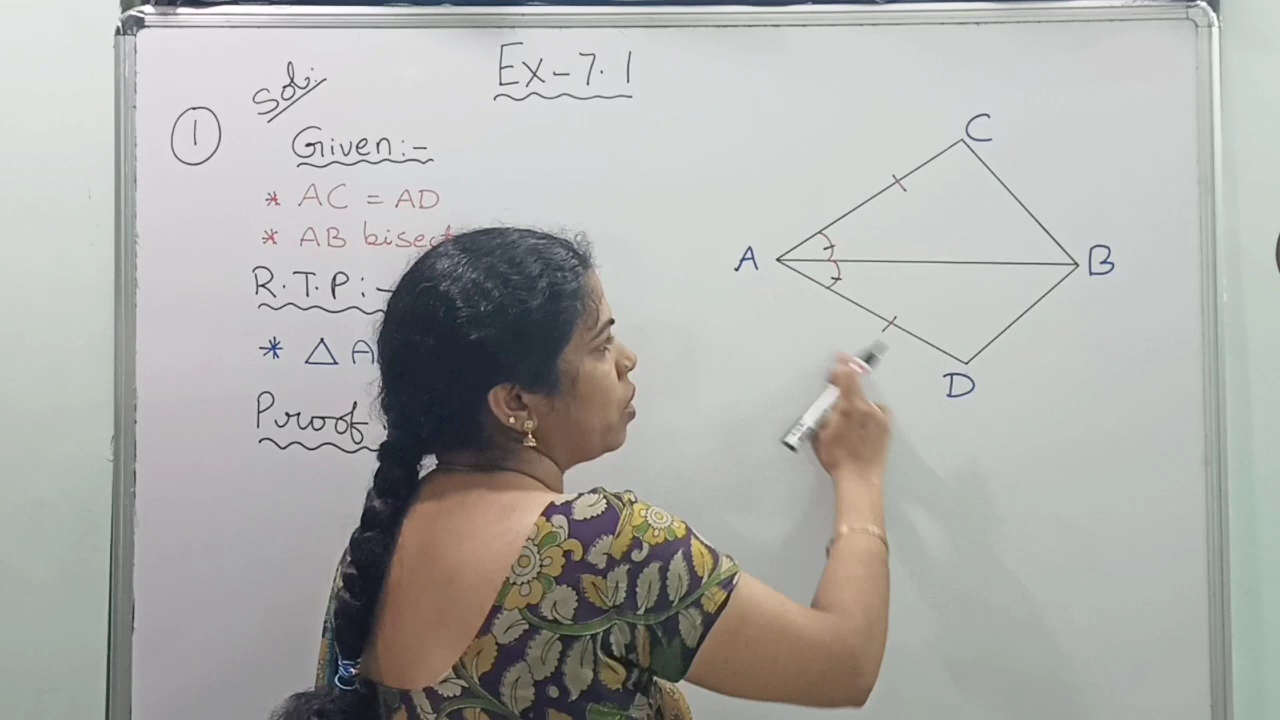 Ex-7.1
① Sol:
Given:-
* AC = AD
* AB bisect
R.T.P:-
* △ A
Proof
C
A
B
D